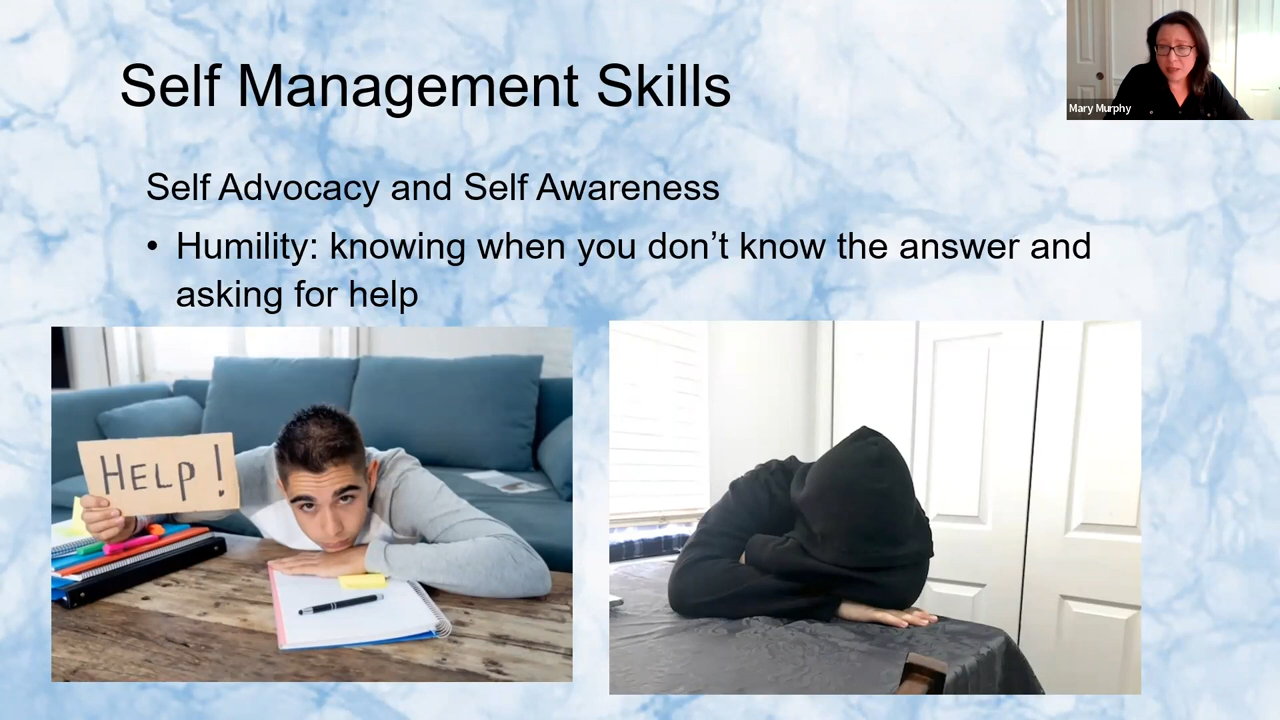 Self Management Skills
Mary Murphy
Self Advocacy and Self Awareness
• Humility: knowing when you don’t know the answer and
asking for help
HELP!